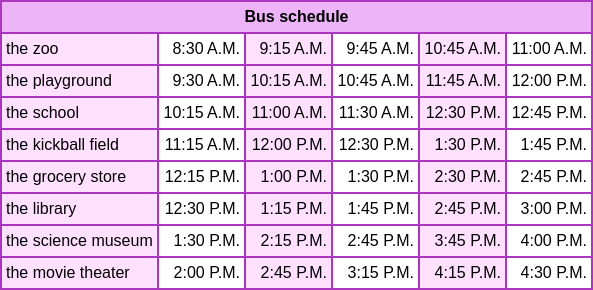 Bus schedule
the zoo 8:30 A.M. 9:15 A.M. 9:45 A.M. 10:45 A.M. 11:00 A.M.
the playground 9:30 A.M. 10:15 A.M. 10:45 A.M. 11:45 A.M. 12:00 P.M.
the school 10:15 A.M. 11:00 A.M. 11:30 A.M. 12:30 P.M. 12:45 P.M.
the kickball field 11:15 A.M. 12:00 P.M. 12:30 P.M. 1:30 P.M. 1:45 P.M.
the grocery store 12:15 P.M. 1:00 P.M. 1:30 P.M. 2:30 P.M. 2:45 P.M.
the library 12:30 P.M. 1:15 P.M. 1:45 P.M. 2:45 P.M. 3:00 P.M.
the science museum 1:30 P.M. 2:15 P.M. 2:45 P.M. 3:45 P.M. 4:00 P.M.
the movie theater 2:00 P.M. 2:45 P.M. 3:15 P.M. 4:15 P.M. 4:30 P.M.